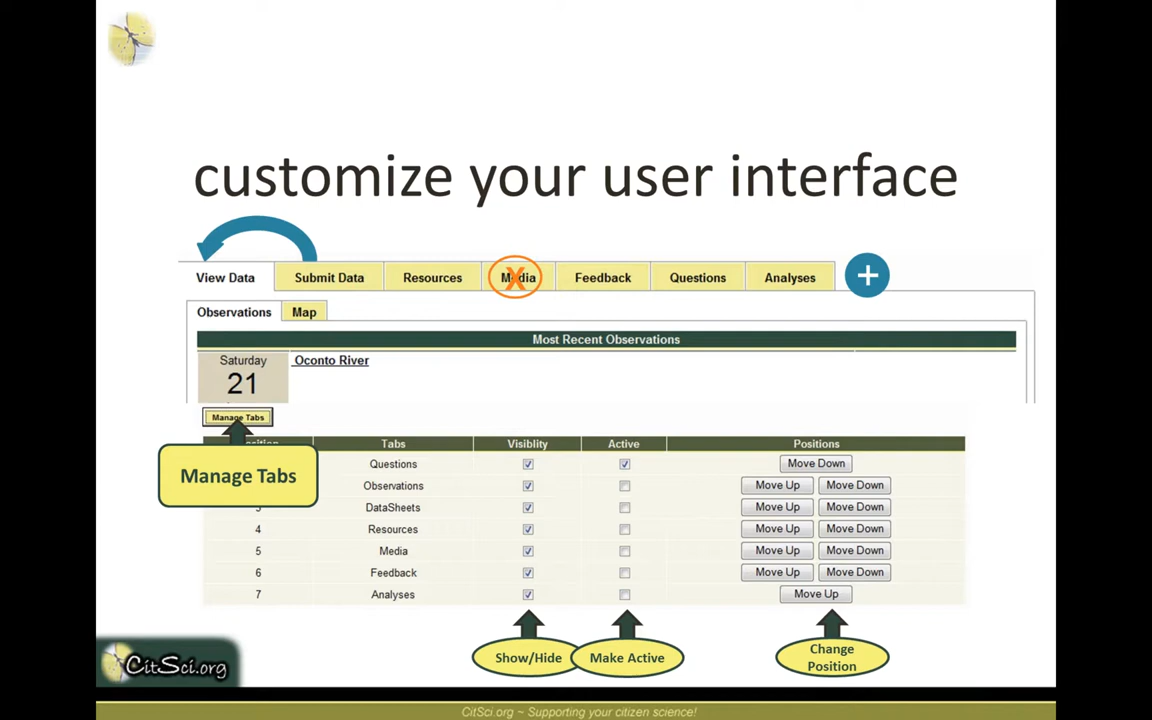 customize your user interface
View Data Submit Data Resources Media Feedback Questions Analyses +
Observations Map
Most Recent Observations
Saturday Oconto River
21
Manage Tabs
Tabs Visiblity Active Positions
Manage Tabs
Questions Move Down
Observations Move Up Move Down
DataSheets Move Up Move Down
4 Resources Move Up Move Down
5 Media Move Up Move Down
6 Feedback Move Up Move Down
7 Analyses Move Up
Show/Hide Make Active Change Position
CitSci.org
CitSci.org ~ Supporting your citizen science!